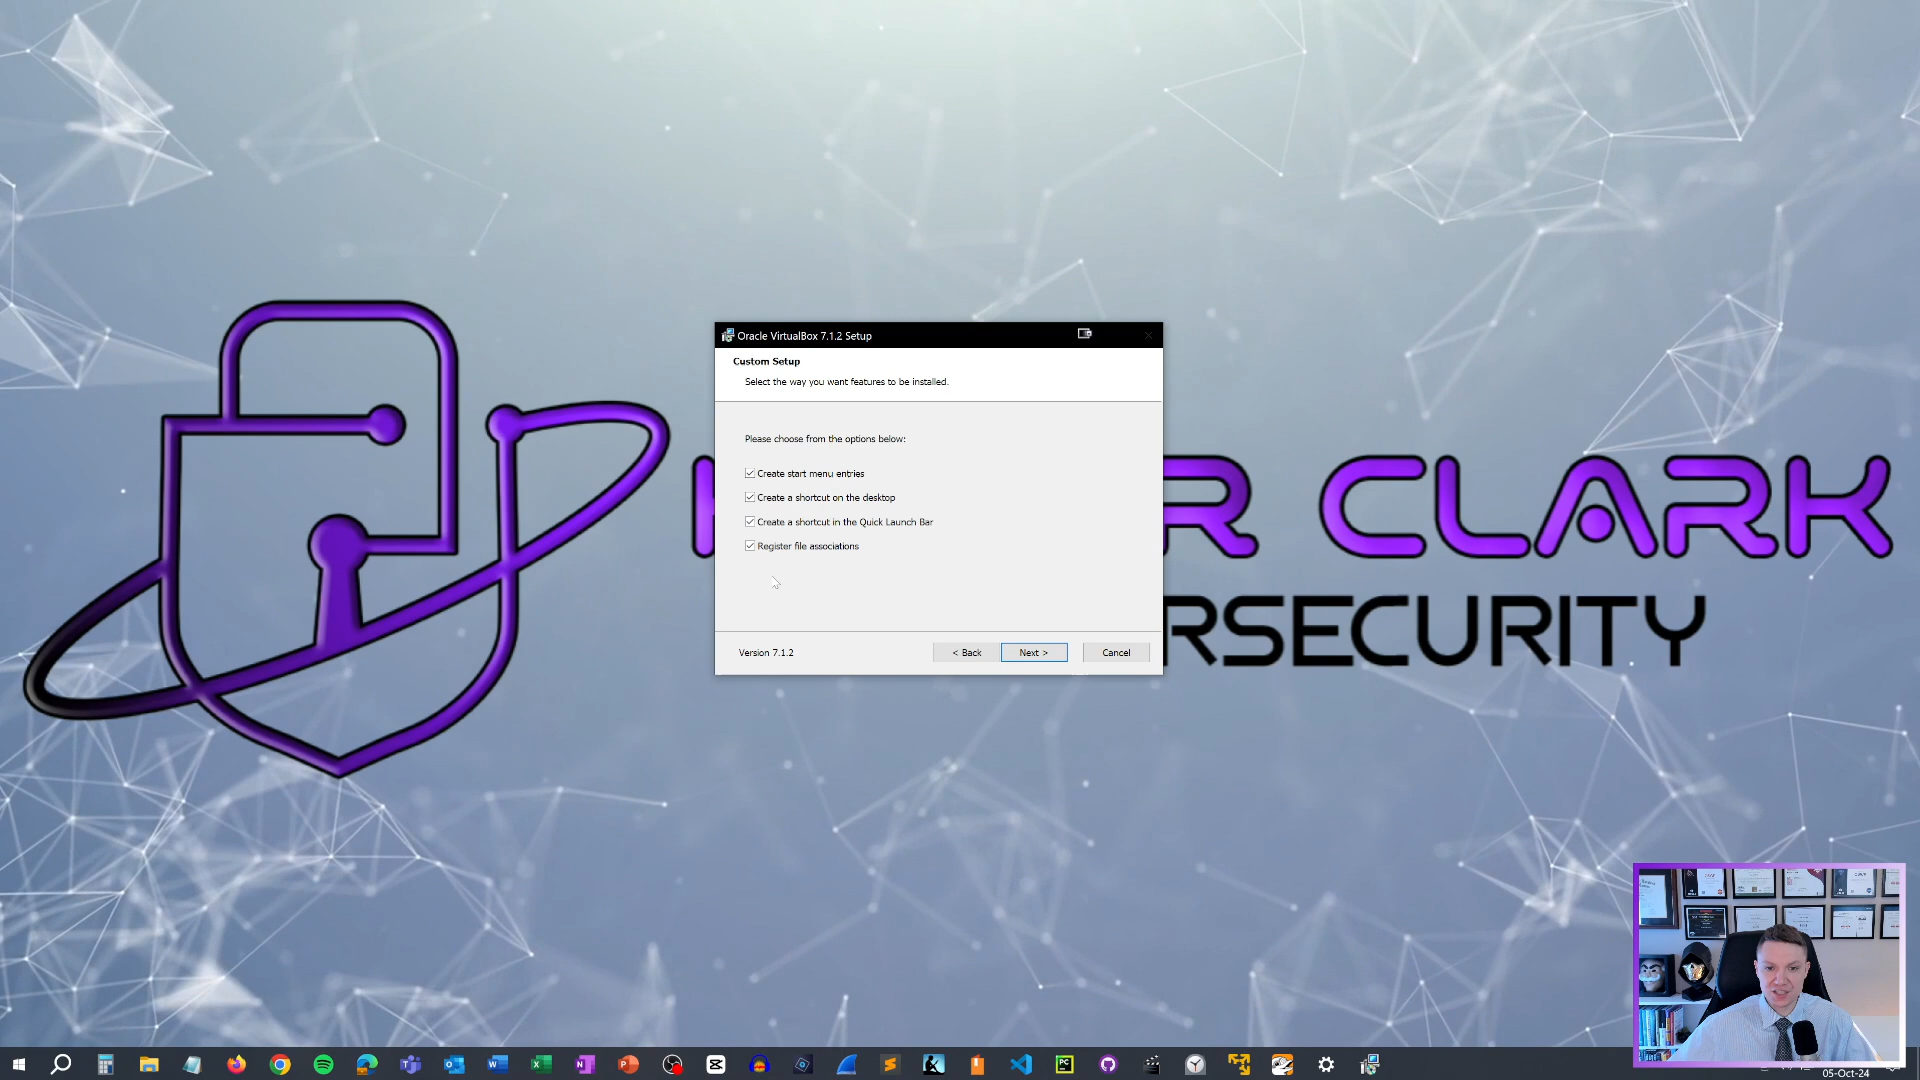 Oracle VirtualBox 7.1.2 Setup
Custom Setup
Select the way you want features to be installed.
Please choose from the options below:
Create start menu entries
Create a shortcut on the desktop
Create a shortcut in the Quick Launch Bar
Register file associations
Version 7.1.2
< Back
Next >
Cancel
R CLARK
RSECURITY
05-Oct-24